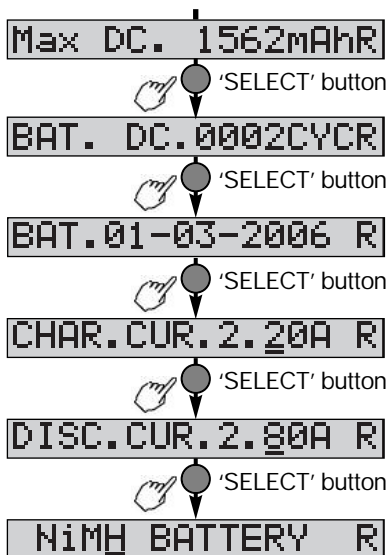 Max DC. 1562mAhR
'SELECT' button
BAT. DC.0002CYCR
'SELECT' button
BAT.01-03-2006 R
'SELECT' button
CHAR.CUR.2.20A R
'SELECT' button
DISC.CUR.2.80A R
'SELECT' button
NiMH BATTERY R